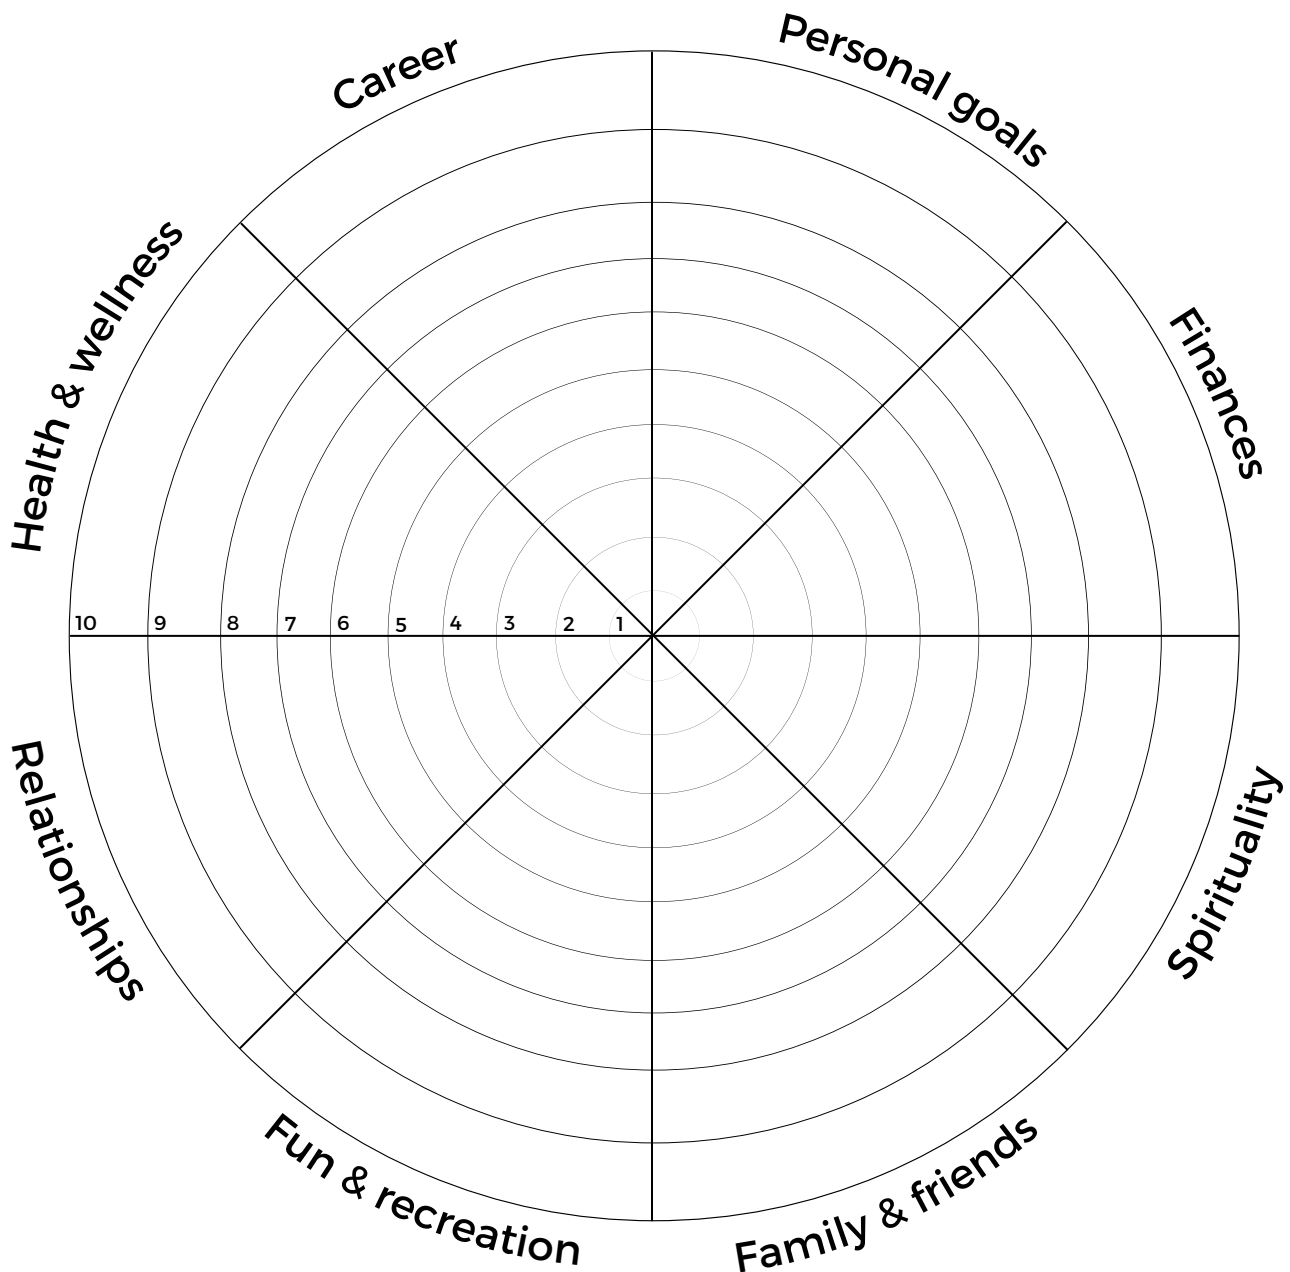 Career
Personal goals
Health & wellness
Finances
10 9 8 7 6 5 4 3 2 1
Relationships
Spirituality
Fun & recreation
Family & friends